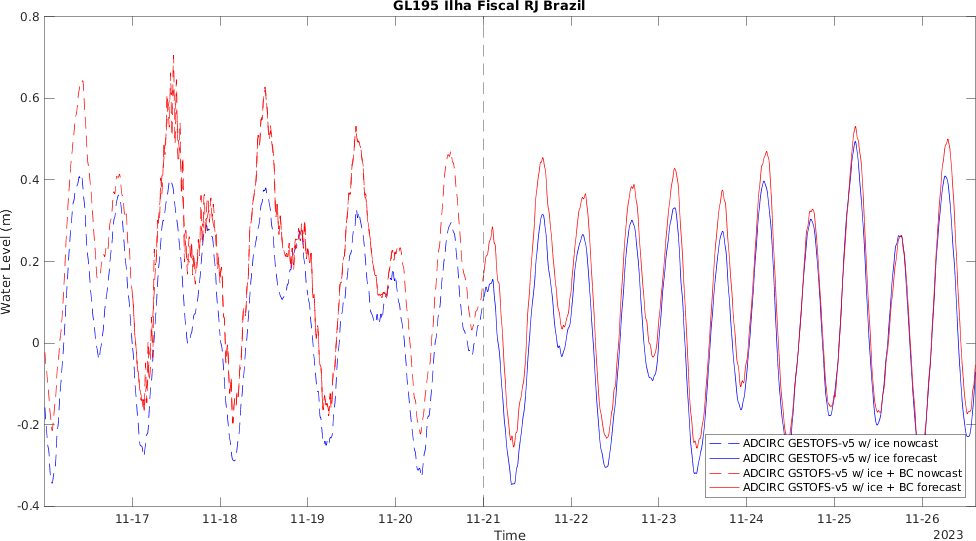 GL195 Ilha Fiscal RJ Brazil
0.8
0.6
0.4
0.2
0
-0.2
-0.4
Water Level (m)
ADCIRC GESTOFS-v5 w/ ice nowcast
ADCIRC GESTOFS-v5 w/ ice forecast
ADCIRC GSTOFS-v5 w/ ice + BC nowcast
ADCIRC GSTOFS-v5 w/ ice + BC forecast
11-17 11-18 11-19 11-20 11-21 11-22 11-23 11-24 11-25 11-26
Time
2023